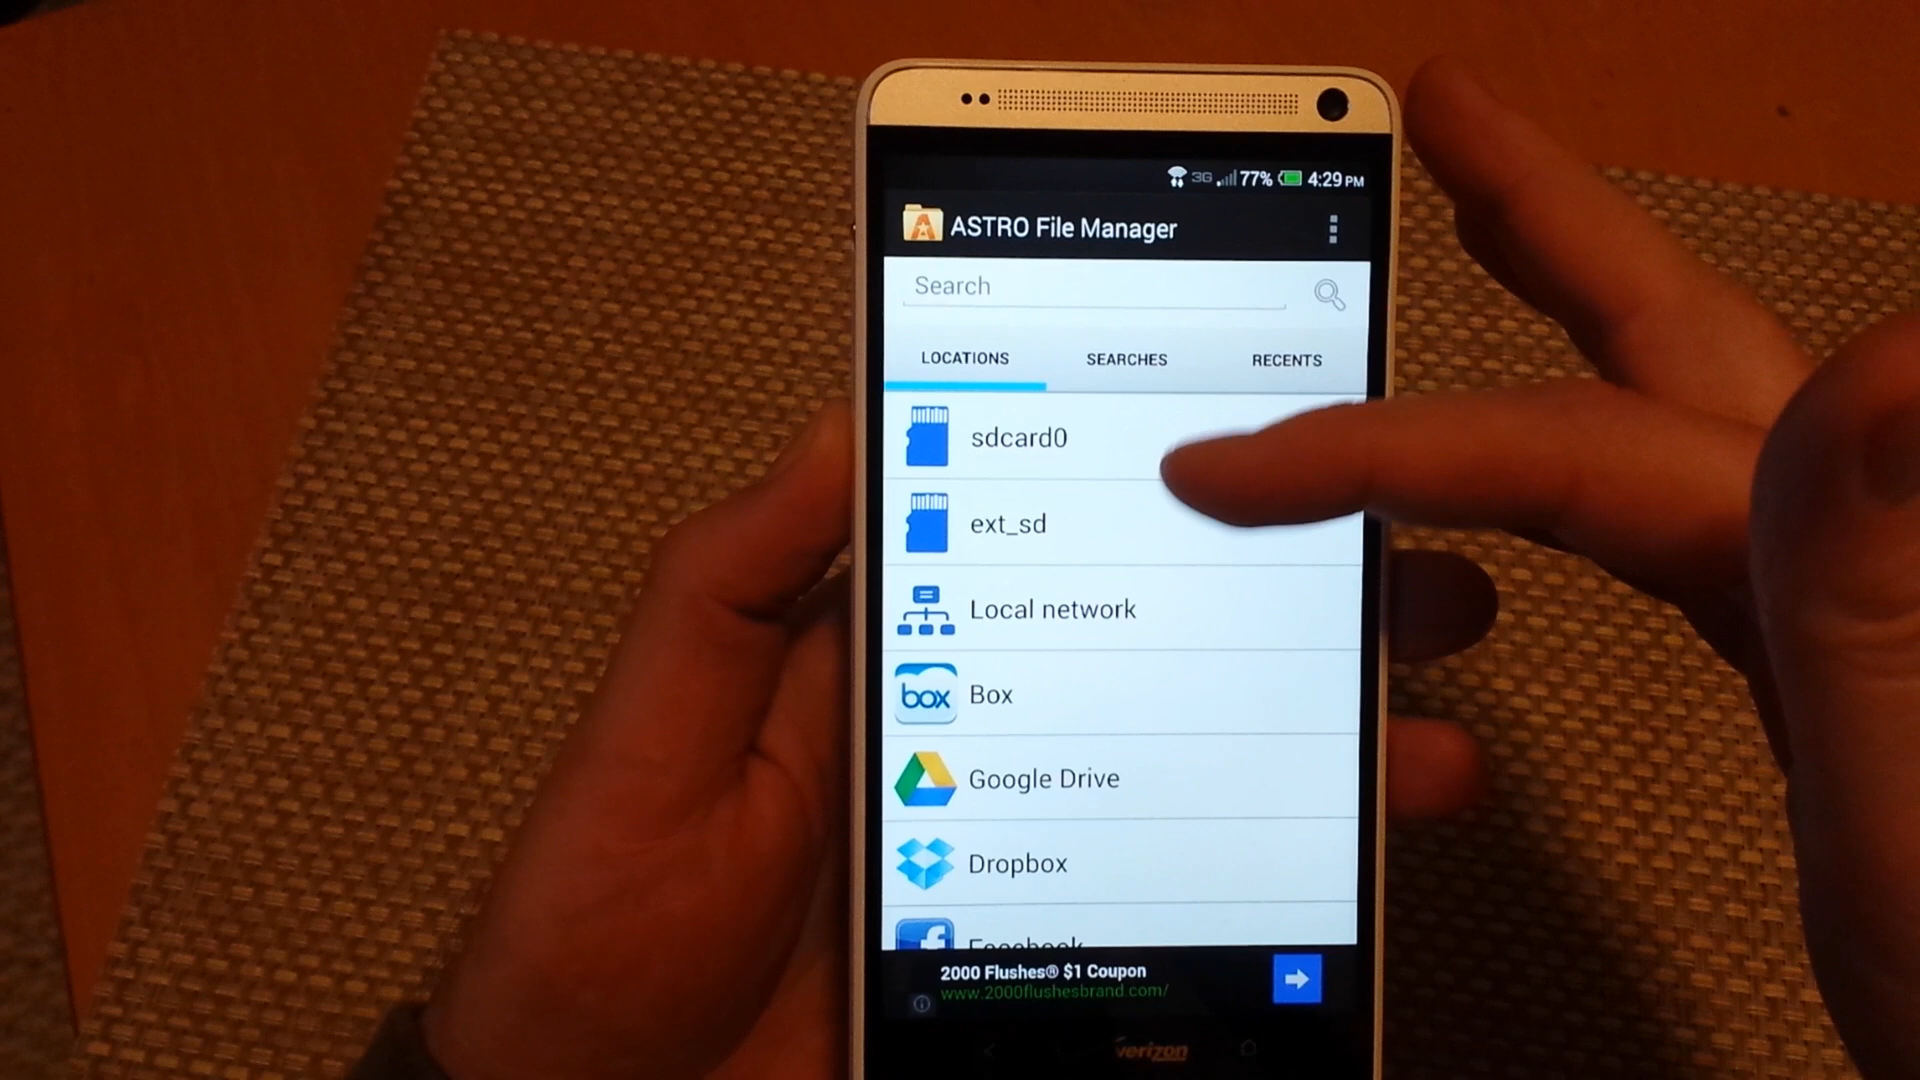 3G 77% 4:29 PM
ASTRO File Manager
Search
LOCATIONS SEARCHES RECENTS
sdcard0
ext_sd
Local network
box Box
Google Drive
Dropbox
Facebook
2000 Flushes® $1 Coupon
www.2000flushesbrand.com/
verizon